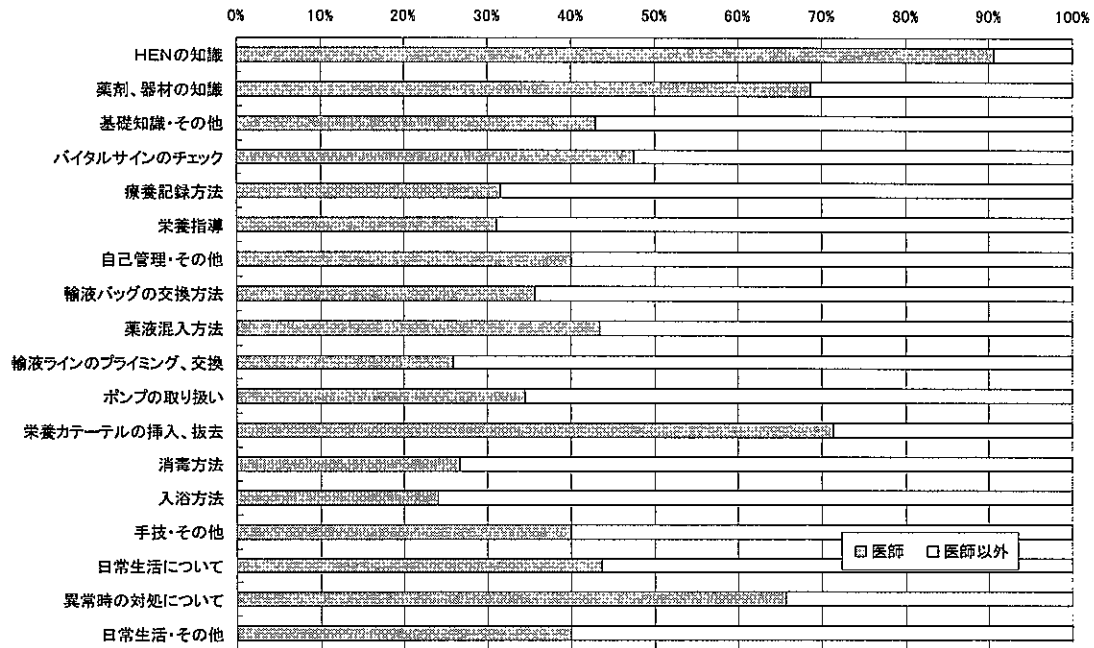 0% 10% 20% 30% 40% 50% 60% 70% 80% 90% 100%
HENの知識
薬剤、器材の知識
基礎知識・その他
バイタルサインのチェック
療養記録方法
栄養指導
自己管理・その他
輸液バッグの交換方法
薬液混入方法
輸液ラインのプライミング、交換
ポンプの取り扱い
栄養カテーテルの挿入、抜去
消毒方法
入浴方法
手技・その他
医師 医師以外
日常生活について
異常時の対処について
日常生活・その他